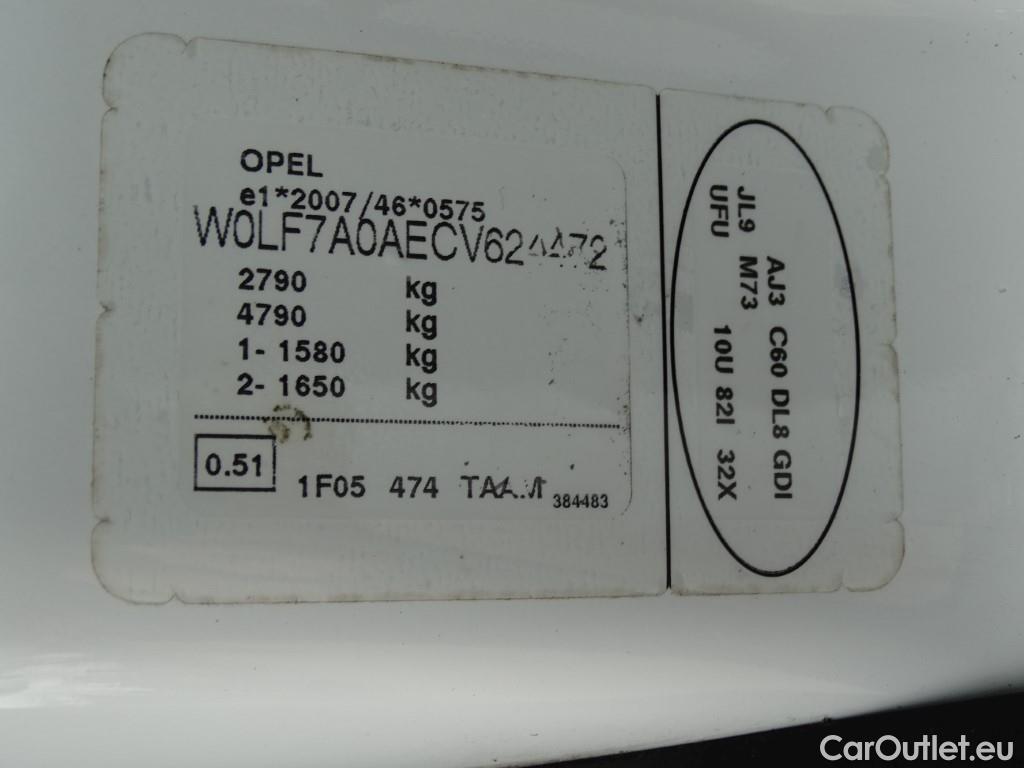 OPEL
e1*2007/46*0575
2790 kg
4790 kg
1- 1580 kg
2- 1650 kg
0.51
1F05 474
384483
AJ3 C60 DL8 GDI
JL9 M73 10U 82I 32X
UFU
CarOutlet.eu